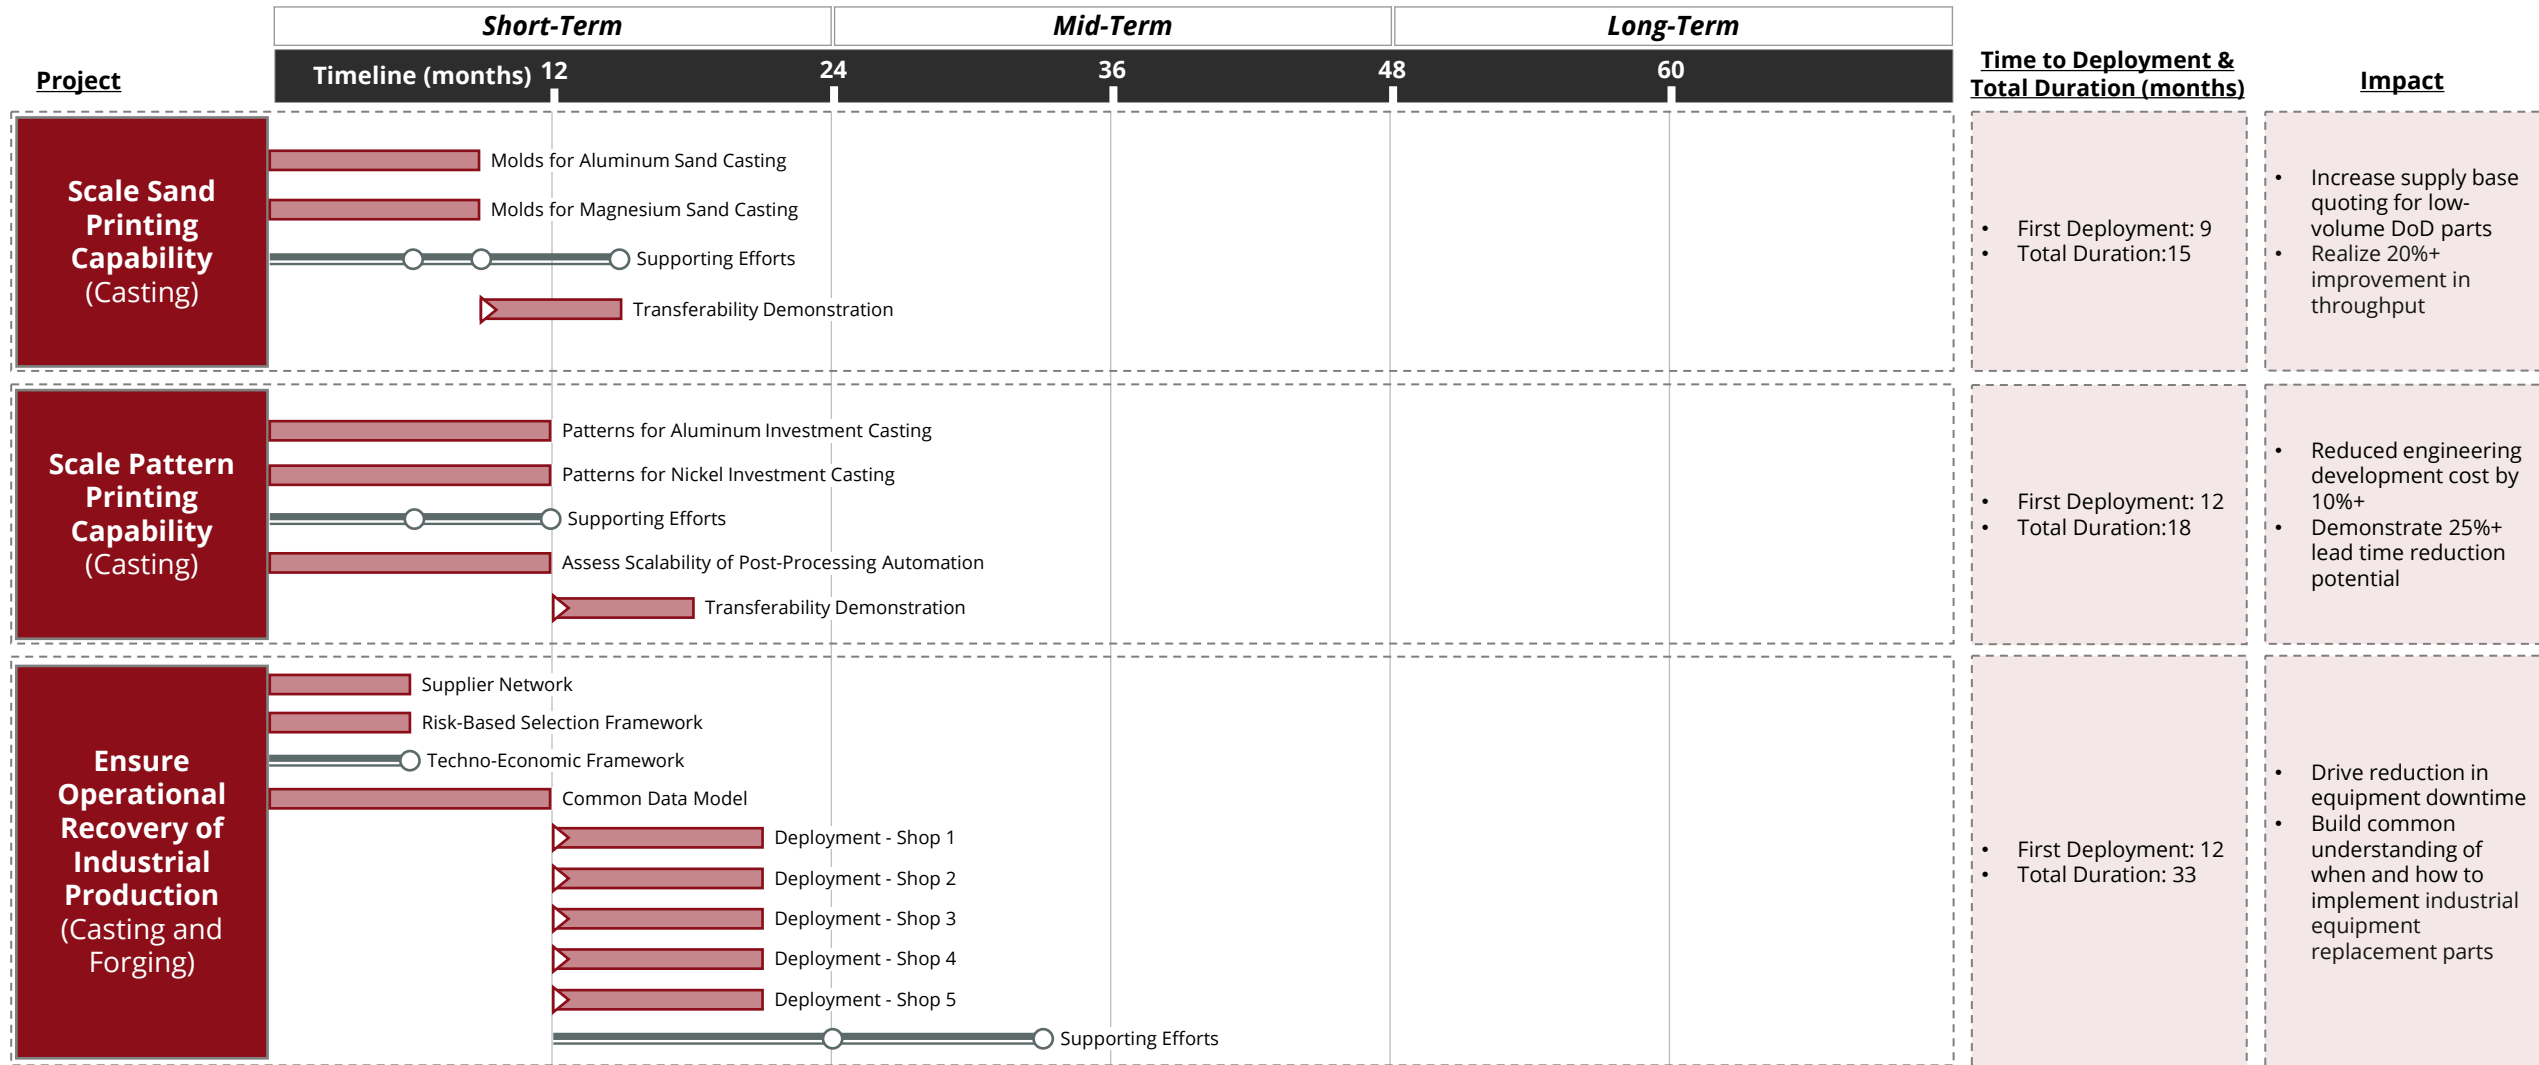 Short-Term
Mid-Term
Long-Term
Project
Timeline (months)
12
24
36
48
60
Time to Deployment &
Total Duration (months)
Impact
Scale Sand
Printing
Capability
(Casting)
Molds for Aluminum Sand Casting
Molds for Magnesium Sand Casting
Supporting Efforts
Transferability Demonstration
• First Deployment: 9
• Total Duration:15
• Increase supply base
quoting for low-
volume DoD parts
• Realize 20%+
improvement in
throughput
Scale Pattern
Printing
Capability
(Casting)
Patterns for Aluminum Investment Casting
Patterns for Nickel Investment Casting
Supporting Efforts
Assess Scalability of Post-Processing Automation
Transferability Demonstration
• First Deployment: 12
• Total Duration:18
• Reduced engineering
development cost by
10%+
• Demonstrate 25%+
lead time reduction
potential
Ensure
Operational
Recovery of
Industrial
Production
(Casting and
Forging)
Supplier Network
Risk-Based Selection Framework
Techno-Economic Framework
Common Data Model
Deployment - Shop 1
Deployment - Shop 2
Deployment - Shop 3
Deployment - Shop 4
Deployment - Shop 5
Supporting Efforts
• First Deployment: 12
• Total Duration: 33
• Drive reduction in
equipment downtime
• Build common
understanding of
when and how to
implement industrial
equipment
replacement parts